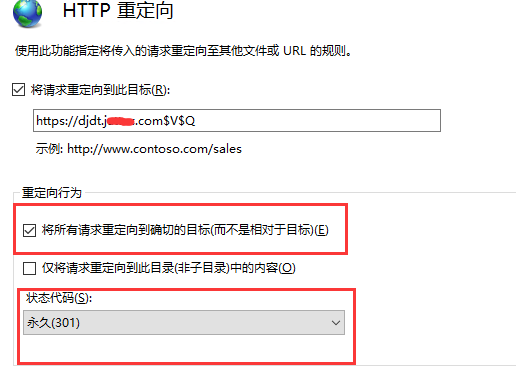 HTTP 重定向
使用此功能指定将传入的请求重定向至其他文件或 URL 的规则。
将请求重定向到此目标(R):
https://djdt.j .com$V$Q
示例: http://www.contoso.com/sales
重定向行为
将所有请求重定向到确切的目标(而不是相对于目标)(E)
仅将请求重定向到此目录(非子目录)中的内容(O)
状态代码(S):
永久(301)